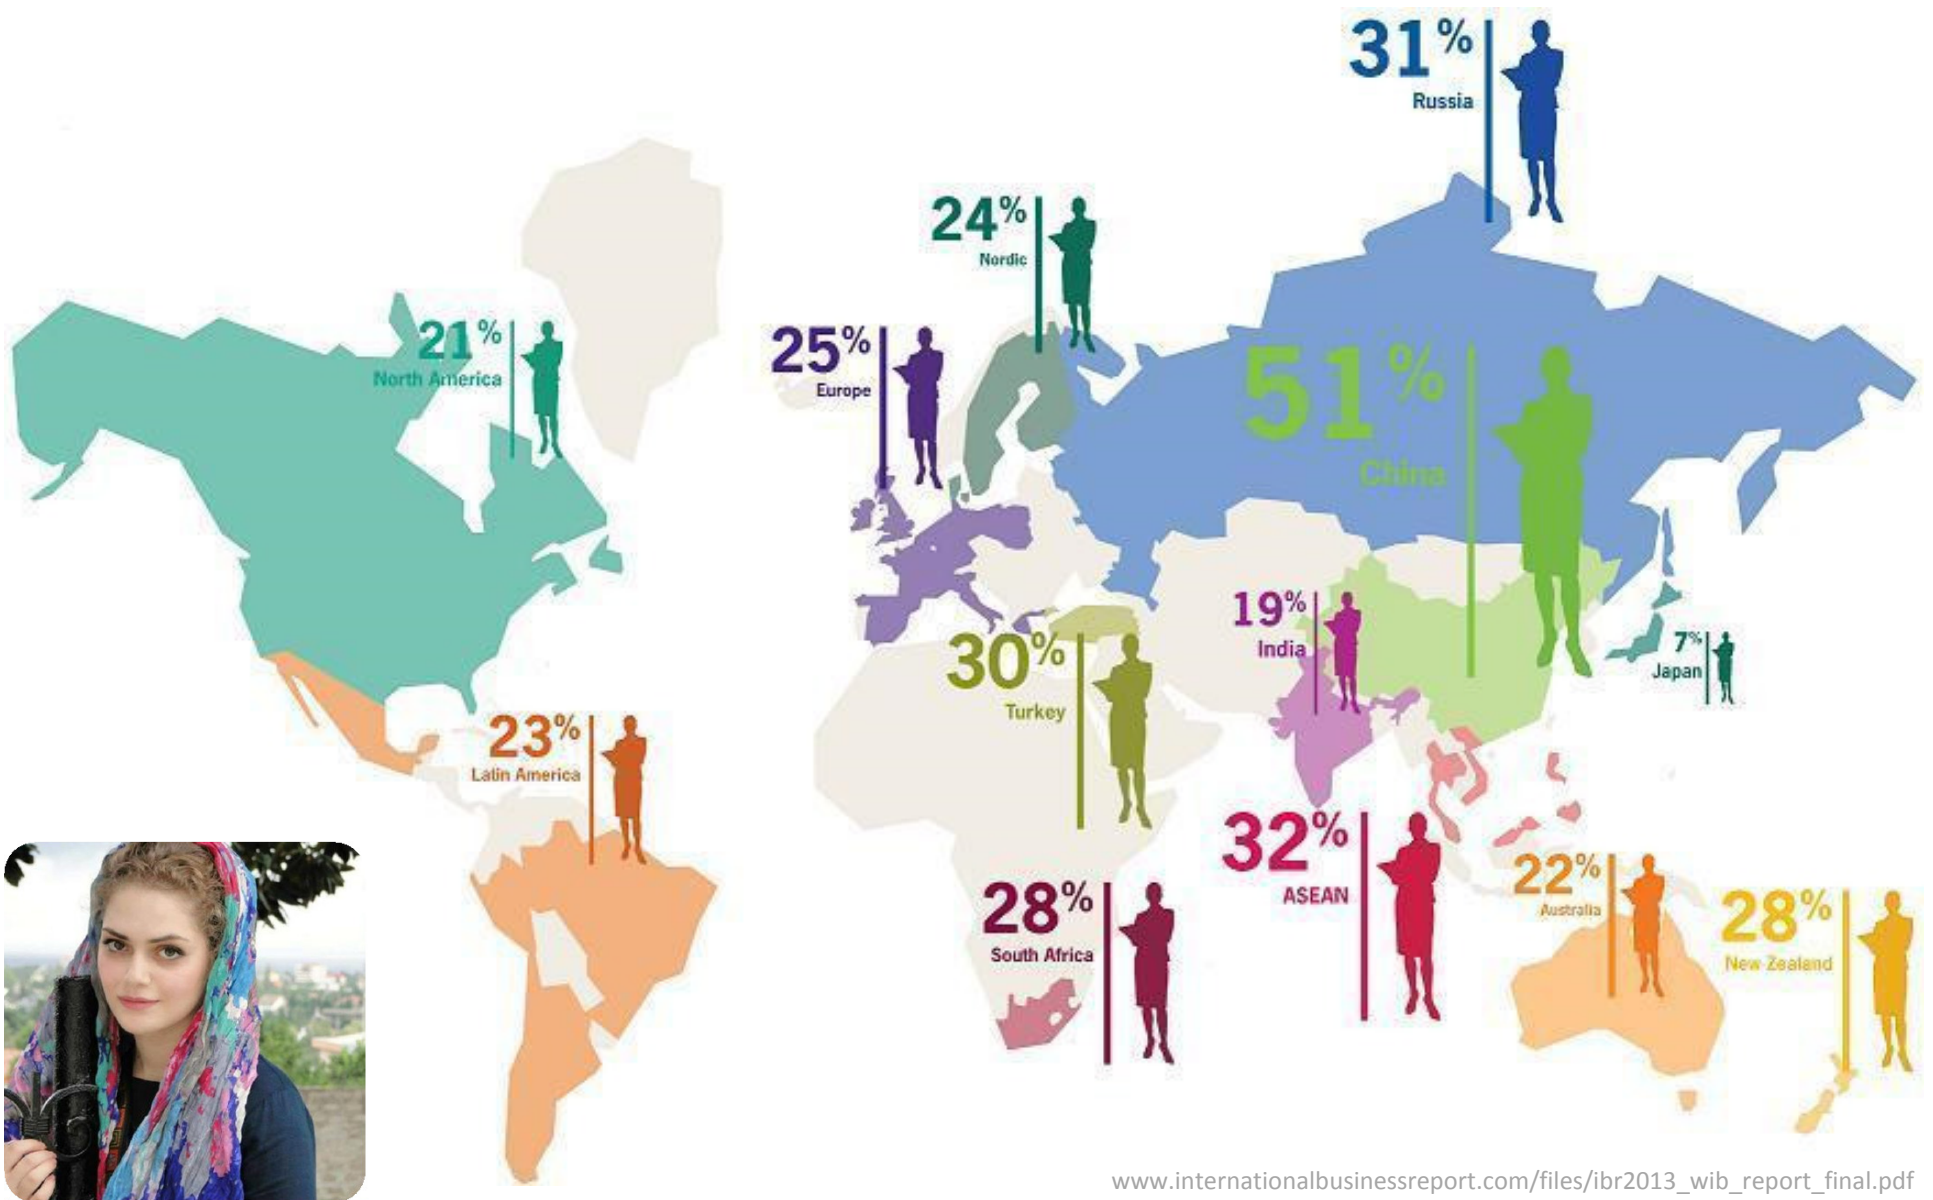 31%
Russia
24%
Nordic
21%
North America
25%
Europe
51%
China
19%
India
7%
Japan
30%
Turkey
23%
Latin America
32%
ASEAN
22%
Australia
28%
South Africa
28%
New Zealand
www.internationalbusinessreport.com/files/ibr2013_wib_report_final.pdf